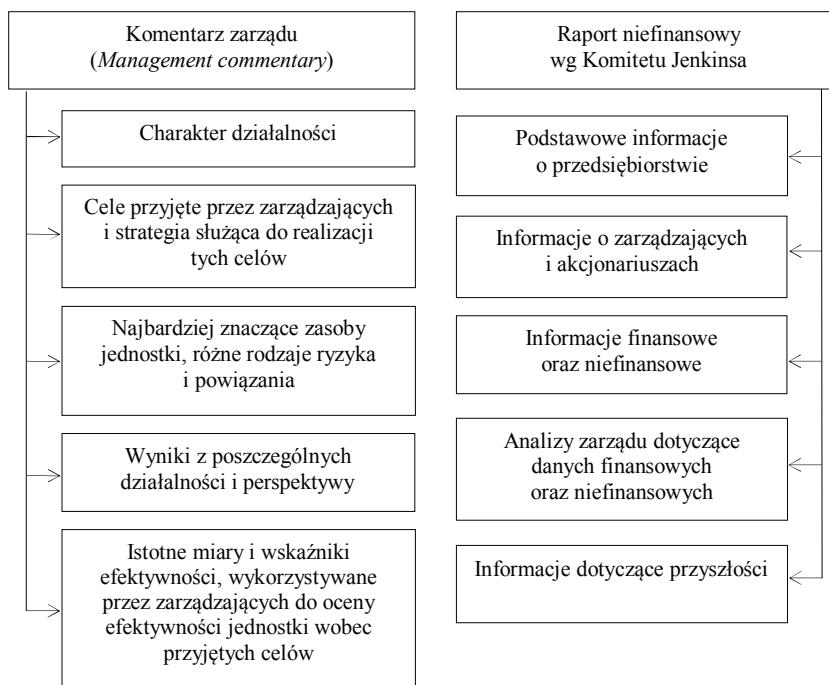 Komentarz zarządu
(Management commentary)
Charakter działalności
Cele przyjęte przez zarządzających
i strategia służąca do realizacji
tych celów
Najbardziej znaczące zasoby
jednostki, różne rodzaje ryzyka
i powiązania
Wyniki z poszczególnych
działalności i perspektywy
Istotne miary i wskaźniki
efektywności, wykorzystywane
przez zarządzających do oceny
efektywności jednostki wobec
przyjętych celów
Raport niefinansowy
wg Komitetu Jenkinsa
Podstawowe informacje
o przedsiębiorstwie
Informacje o zarządzających
i akcjonariuszach
Informacje finansowe
oraz niefinansowe
Analizy zarządu dotyczące
danych finansowych
oraz niefinansowych
Informacje dotyczące przyszłości